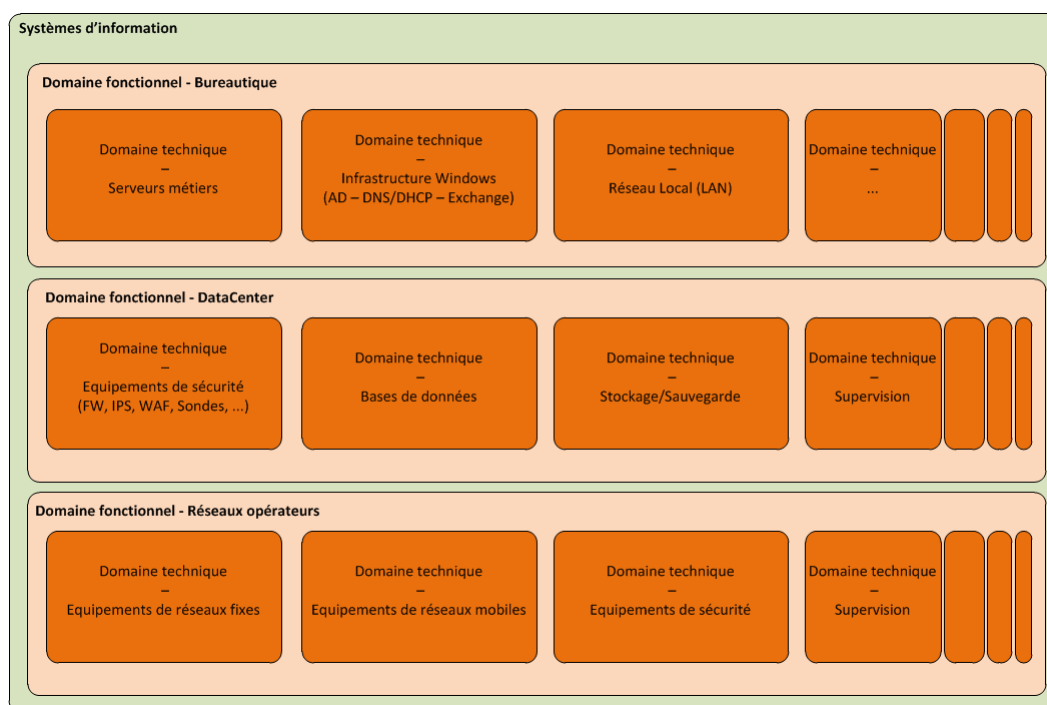 Systèmes d'information
Domaine fonctionnel - Bureautique
Domaine technique
–
Serveurs métiers
Domaine technique
–
Infrastructure Windows
(AD – DNS/DHCP – Exchange)
Domaine technique
–
Réseau Local (LAN)
Domaine technique
–
...
Domaine fonctionnel - DataCenter
Domaine technique
–
Equipements de sécurité
(FW, IPS, WAF, Sondes, ...)
Domaine technique
–
Bases de données
Domaine technique
–
Stockage/Sauvegarde
Domaine technique
–
Supervision
Domaine fonctionnel - Réseaux opérateurs
Domaine technique
–
Equipements de réseaux fixes
Domaine technique
–
Equipements de réseaux mobiles
Domaine technique
–
Equipements de sécurité
Domaine technique
–
Supervision